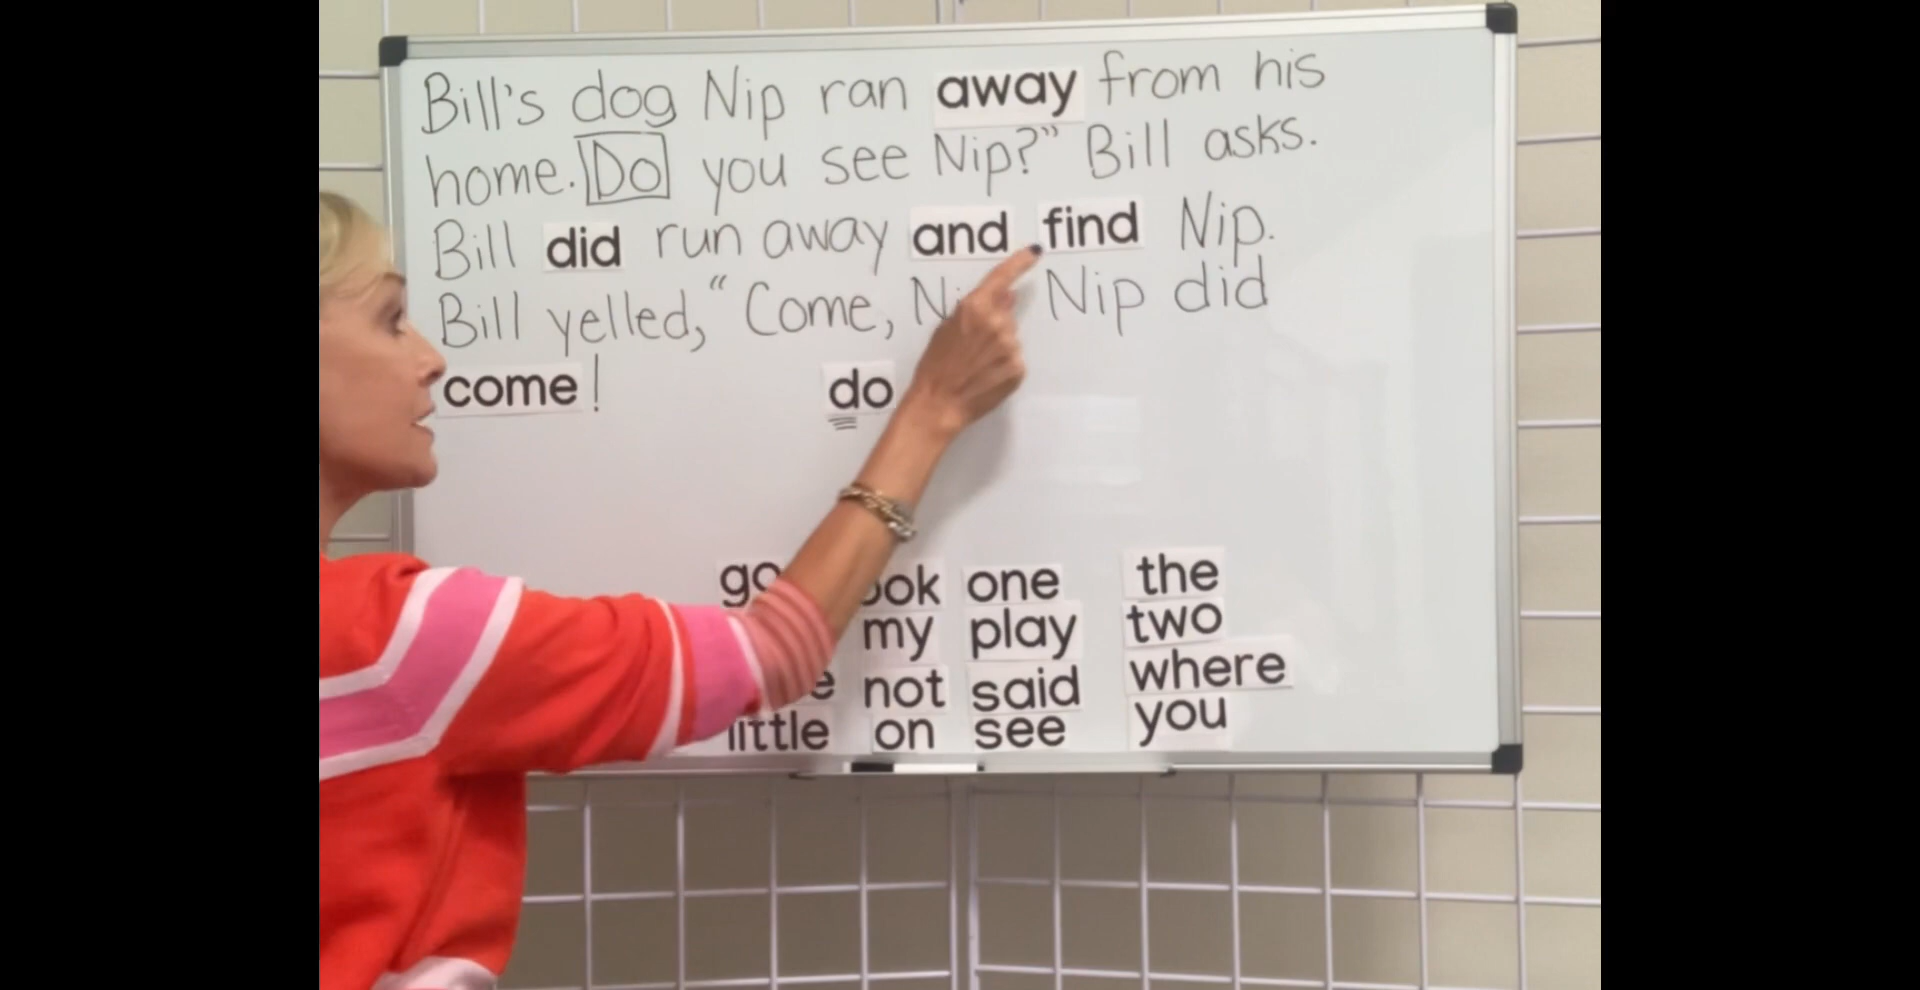 Bill's dog Nip ran away from his
home. Do you see Nip?" Bill asks.
Bill did run away and find Nip.
Bill yelled, "Come, Nip did
come! do
go one the
my play two
not said where
little on see you